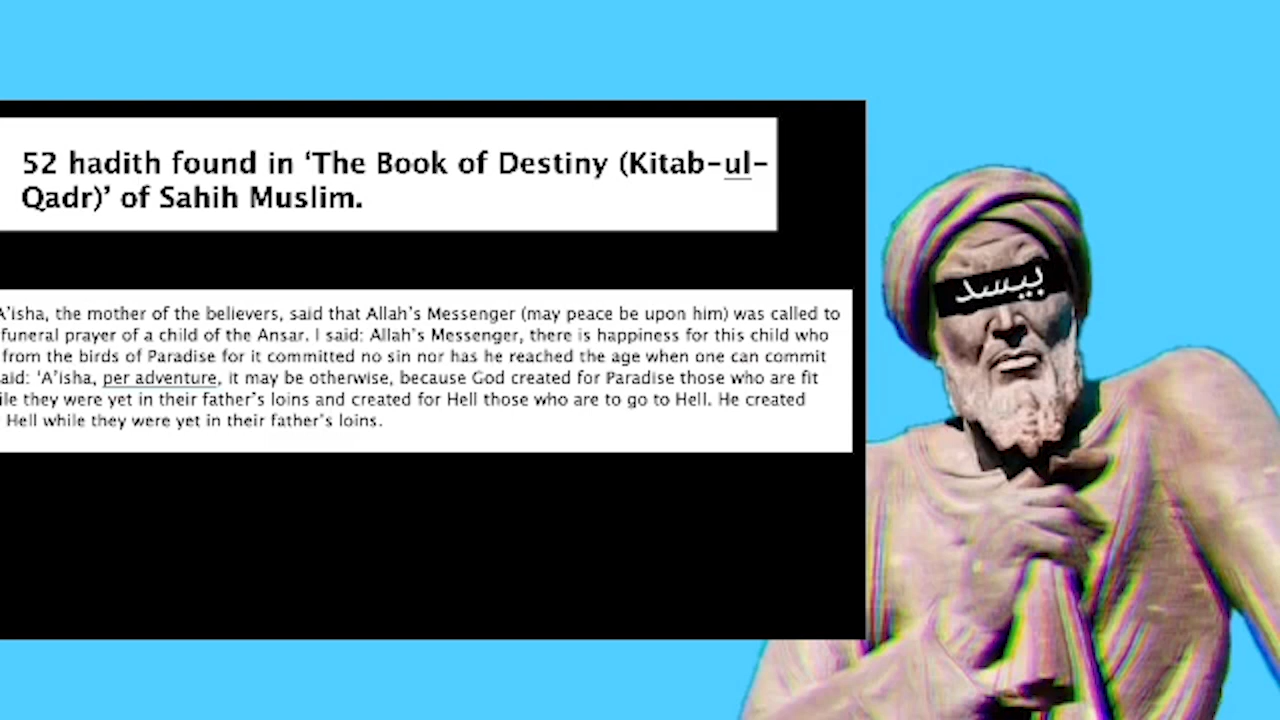 52 hadith found in ‘The Book of Destiny (Kitab-ul-
Qadr)’ of Sahih Muslim.
A’isha, the mother of the believers, said that Allah’s Messenger (may peace be upon him) was called to
funeral prayer of a child of the Ansar. I said: Allah’s Messenger, there is happiness for this child who
from the birds of Paradise for it committed no sin nor has he reached the age when one can commit
aid: ‘A’isha, per adventure, it may be otherwise, because God created for Paradise those who are fit
ile they were yet in their father’s loins and created for Hell those who are to go to Hell. He created
Hell while they were yet in their father’s loins.
بيسد